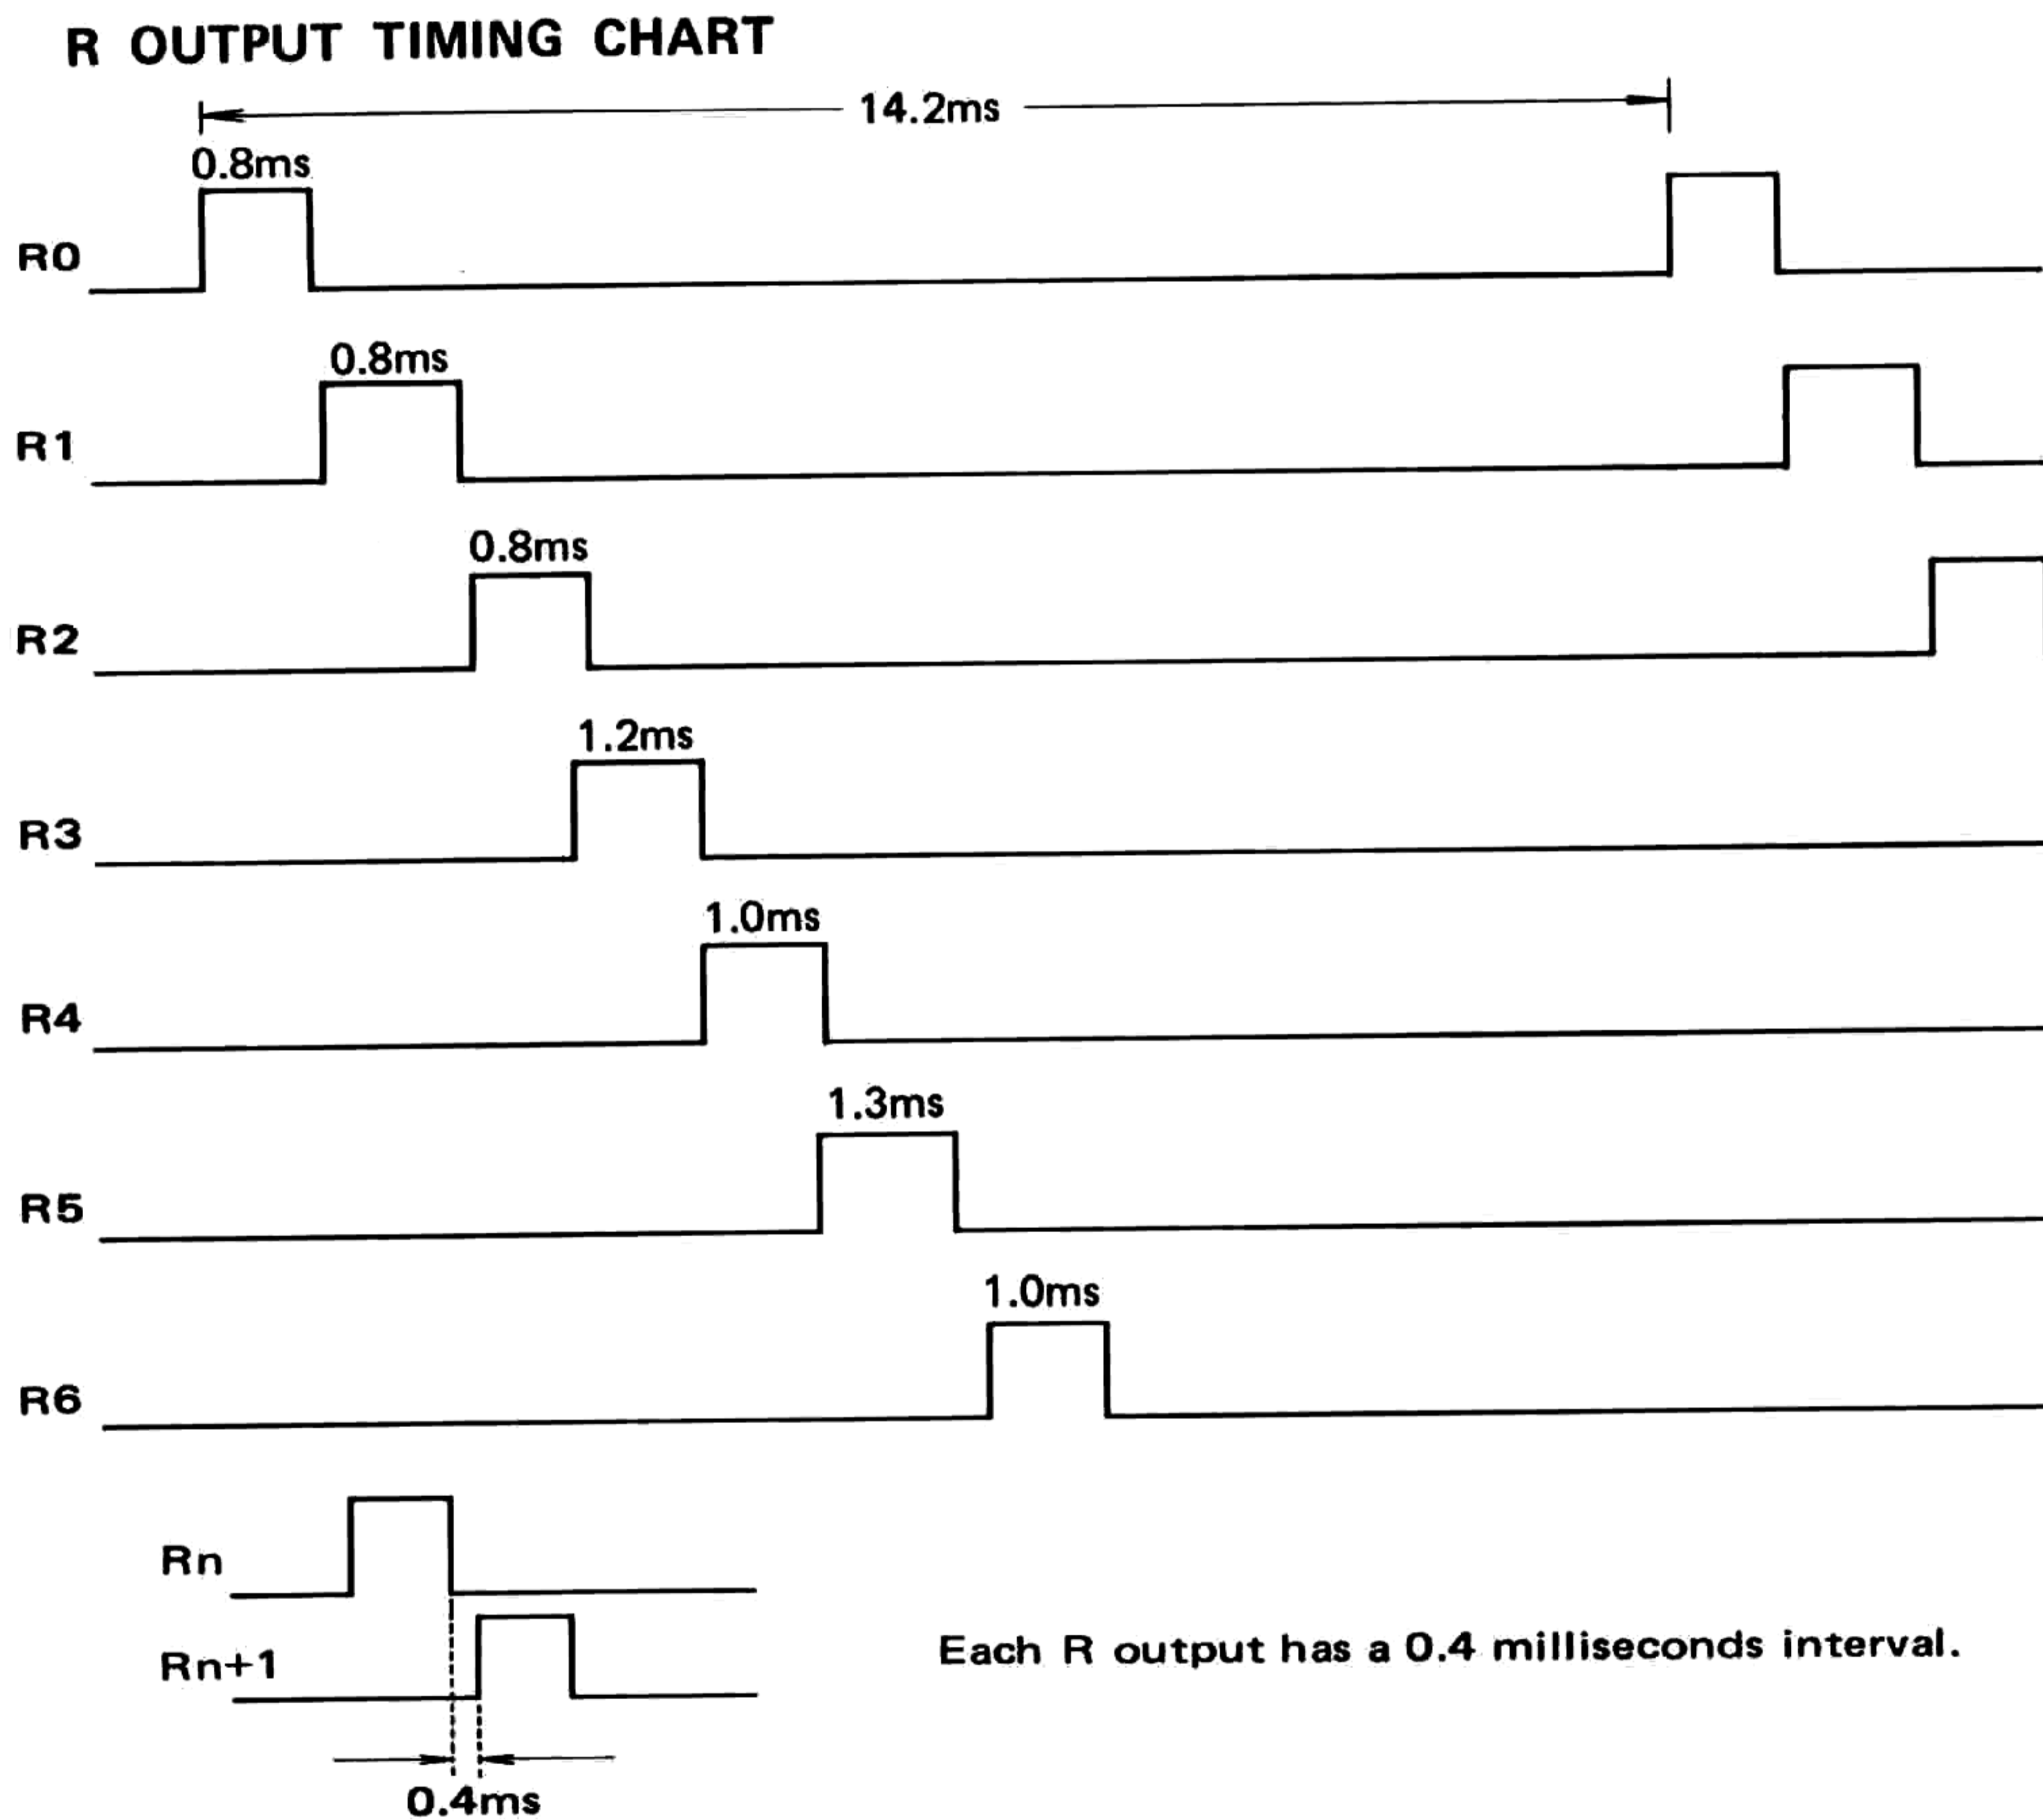 R OUTPUT TIMING CHART
14.2ms
0.8ms
R0
0.8ms
R1
0.8ms
R2
1.2ms
R3
1.0ms
R4
1.3ms
R5
1.0ms
R6
Rn
Rn+1
Each R output has a 0.4 milliseconds interval.
0.4ms